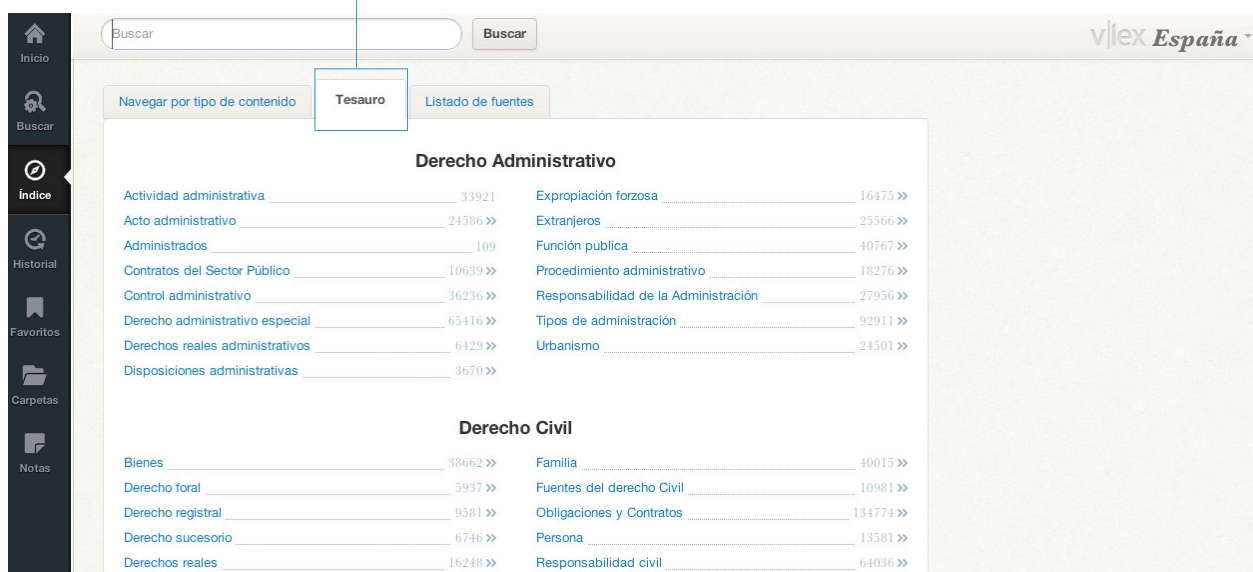 Buscar
Buscar
vlex España
Inicio
Buscar
Índice
Historial
Favoritos
Carpetas
Notas
Navegar por tipo de contenido
Tesauro
Listado de fuentes
Derecho Administrativo
Actividad administrativa 33921
Acto administrativo 24586 »
Administrados 109
Contratos del Sector Público 10639 »
Control administrativo 36236 »
Derecho administrativo especial 65416 »
Derechos reales administrativos 6429 »
Disposiciones administrativas 3670 »
Expropiación forzosa 16475 »
Extranjeros 25566 »
Función publica 40767 »
Procedimiento administrativo 18276 »
Responsabilidad de la Administración 27956 »
Tipos de administración 92911 »
Urbanismo 24501 »
Derecho Civil
Bienes 38662 »
Derecho foral 5937 »
Derecho registral 9581 »
Derecho sucesorio 6746 »
Derechos reales 16248 »
Familia 40015 »
Fuentes del derecho Civil 10981 »
Obligaciones y Contratos 134774 »
Persona 13581 »
Responsabilidad civil 64036 »